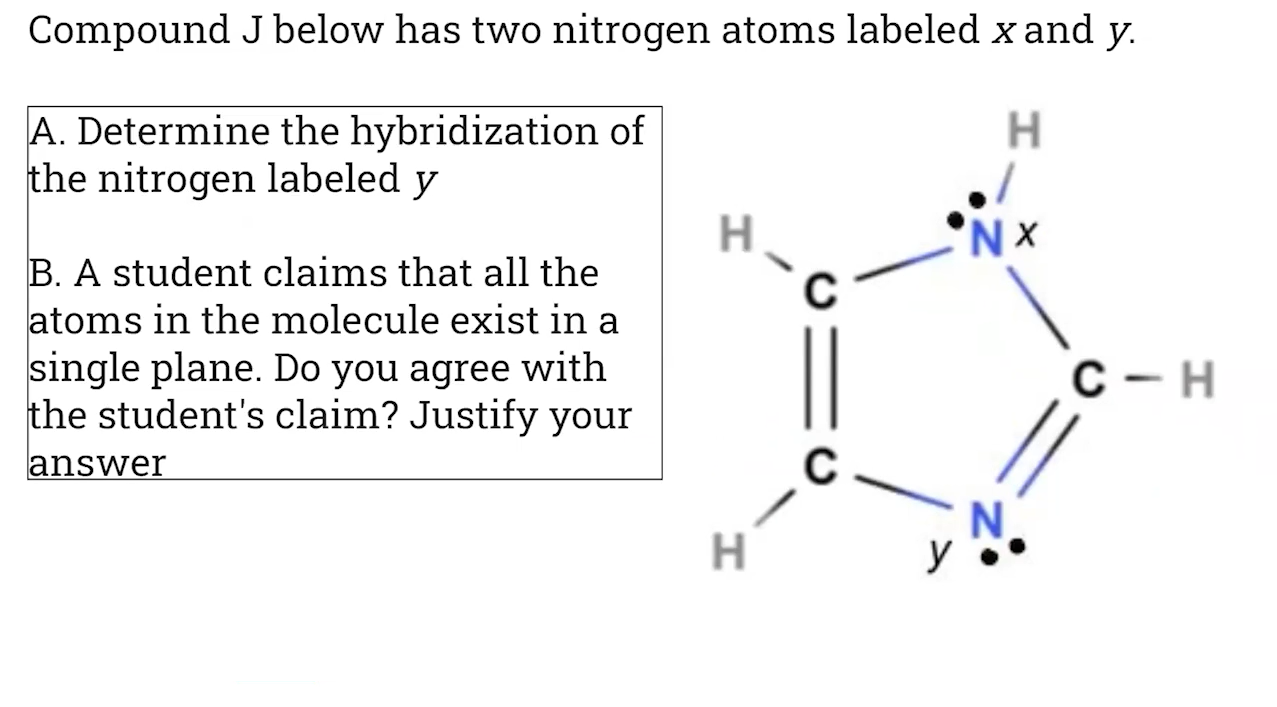 Compound J below has two nitrogen atoms labeled x and y.
A. Determine the hybridization of
the nitrogen labeled y
B. A student claims that all the
atoms in the molecule exist in a
single plane. Do you agree with
the student's claim? Justify your
answer
H
H
N x
C
C – H
C
N
H
y